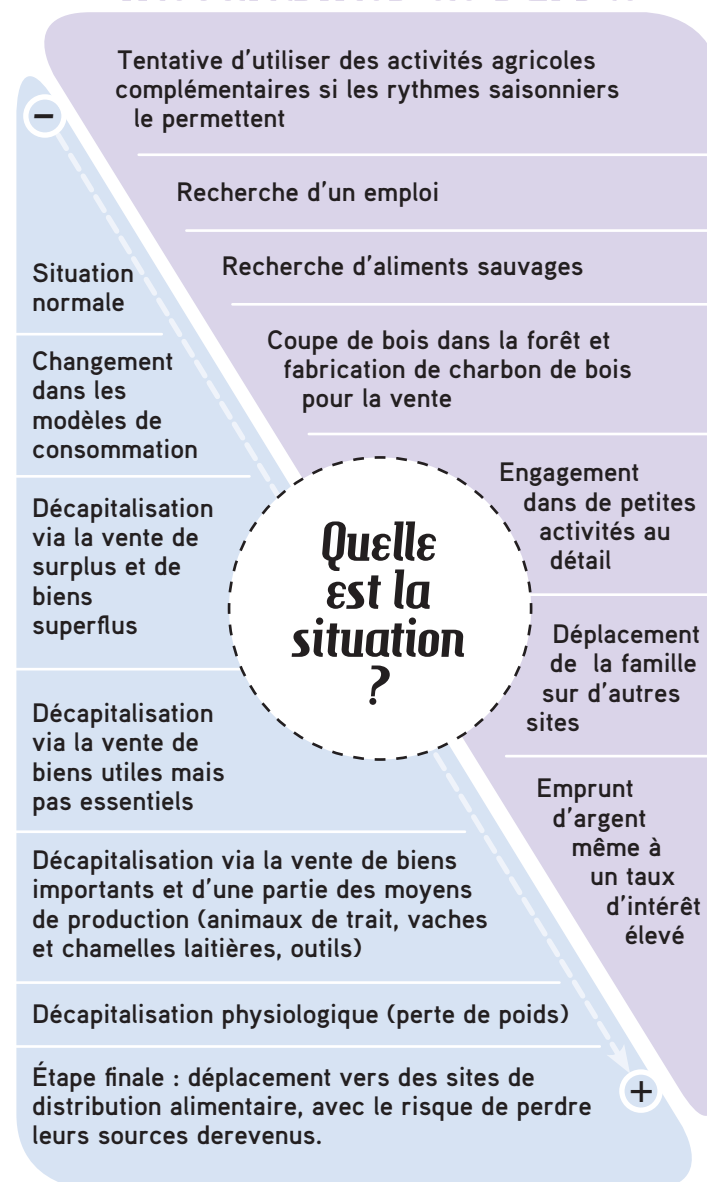 Tentative d'utiliser des activités agricoles
complémentaires si les rythmes saisonniers
le permettent
Recherche d'un emploi
Recherche d'aliments sauvages
Coupe de bois dans la forêt et
fabrication de charbon de bois
pour la vente
Engagement
dans de petites
activités au
détail
Déplacement
de la famille
sur d'autres
sites
Emprunt
d'argent
même à
un taux
d'intérêt
élevé
Quelle
est la
situation
?
−
Situation
normale
Changement
dans les
modèles de
consommation
Décapitalisation
via la vente de
surplus et de
biens
superflus
Décapitalisation
via la vente de
biens utiles mais
pas essentiels
Décapitalisation via la vente de biens
importants et d'une partie des moyens
de production (animaux de trait, vaches
et chamelles laitières, outils)
Décapitalisation physiologique (perte de poids)
Étape finale : déplacement vers des sites de
distribution alimentaire, avec le risque de perdre
leurs sources derevenus.
+